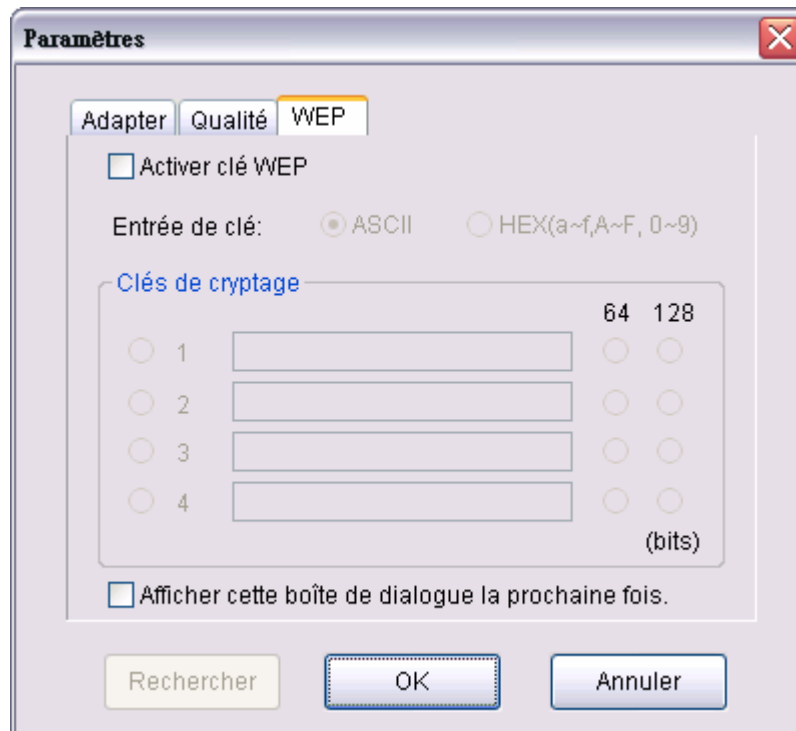 Paramètres
Adapter Qualité WEP
Activer clé WEP
Entrée de clé: ASCII HEX(a~f,A~F, 0~9)
Clés de cryptage
64 128
1
2
3
4
(bits)
Afficher cette boîte de dialogue la prochaine fois.
Rechercher OK Annuler